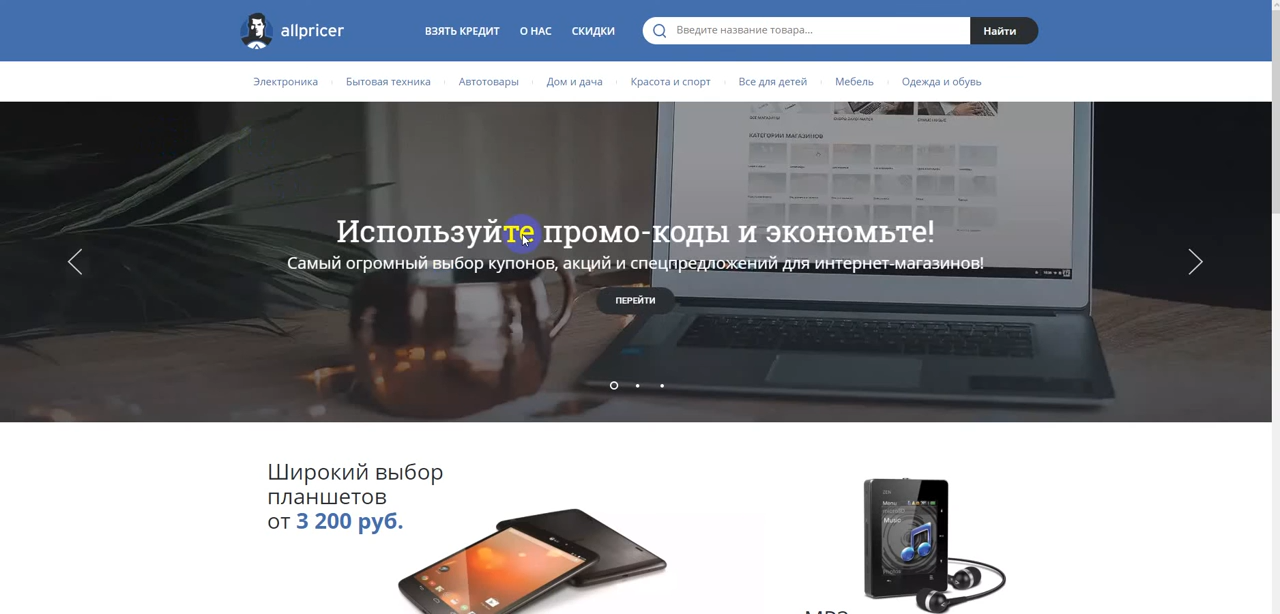 allpricer
ВЗЯТЬ КРЕДИТ О НАС СКИДКИ
Введите название товара...
Найти
Электроника Бытовая техника Автотовары Дом и дача Красота и спорт Все для детей Мебель Одежда и обувь
КАТЕГОРИИ МАГАЗИНОВ
Используйте промо-коды и экономьте!
Самый огромный выбор купонов, акций и спецпредложений для интернет-магазинов!
ПЕРЕЙТИ
Широкий выбор
планшетов
от 3 200 руб.
Menu
Music